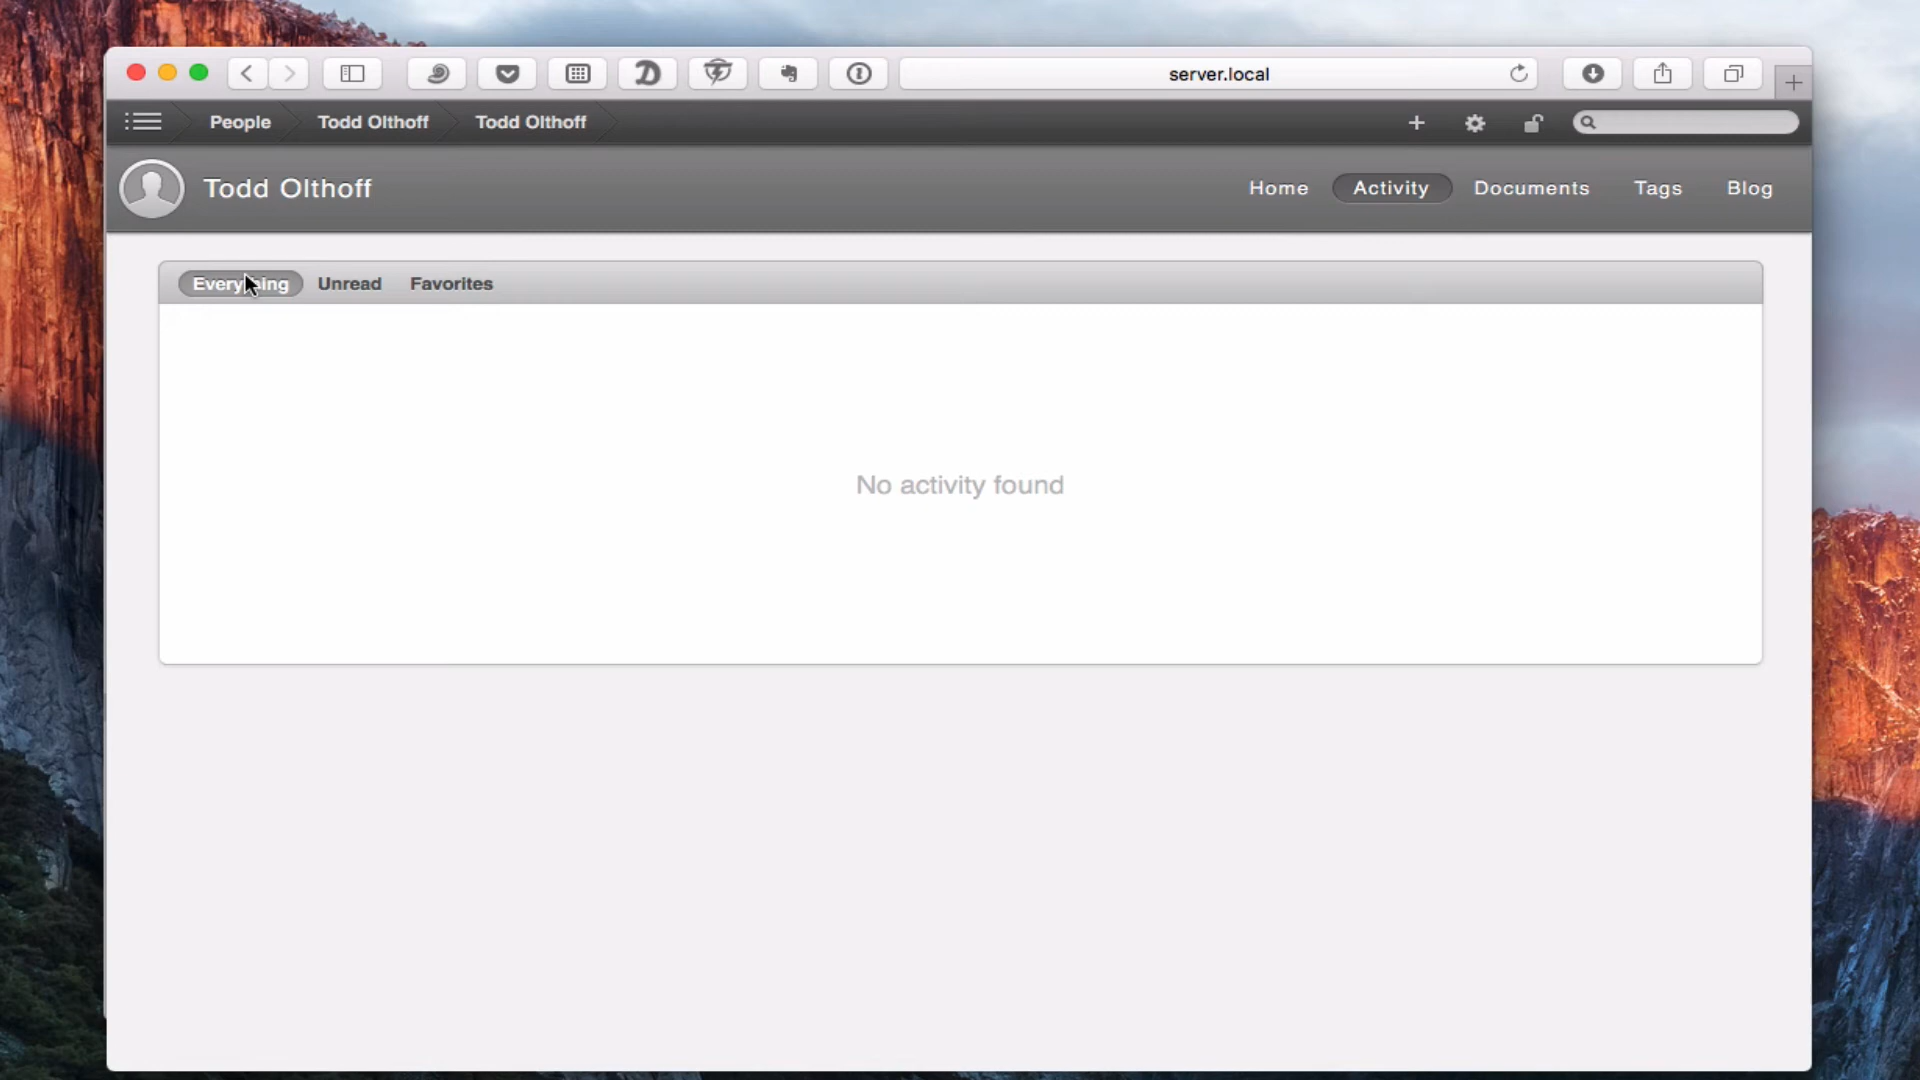 server.local
People Todd Olthoff Todd Olthoff
Todd Olthoff Home Activity Documents Tags Blog
Everything Unread Favorites
No activity found